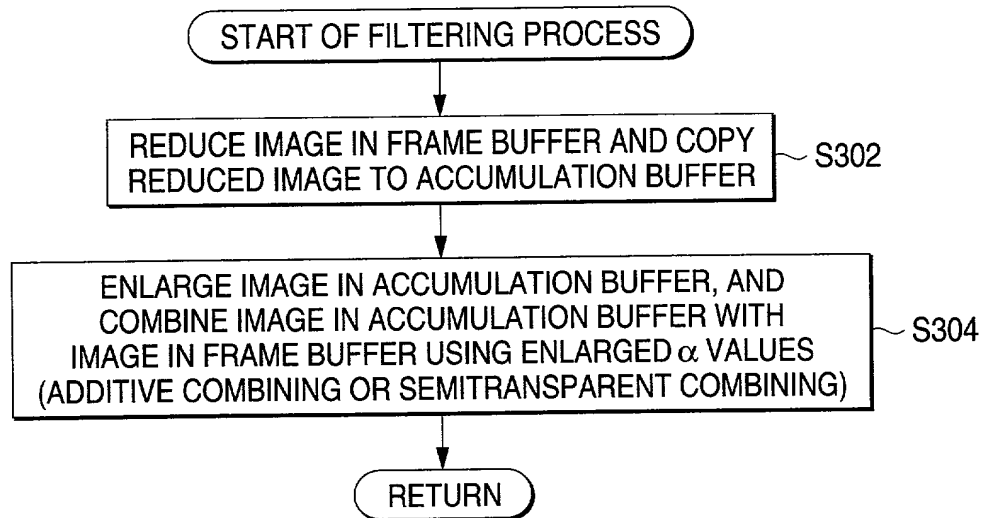 START OF FILTERING PROCESS
REDUCE IMAGE IN FRAME BUFFER AND COPY
REDUCED IMAGE TO ACCUMULATION BUFFER
S302
ENLARGE IMAGE IN ACCUMULATION BUFFER, AND
COMBINE IMAGE IN ACCUMULATION BUFFER WITH
IMAGE IN FRAME BUFFER USING ENLARGED α VALUES
(ADDITIVE COMBINING OR SEMITRANSPARENT COMBINING)
S304
RETURN